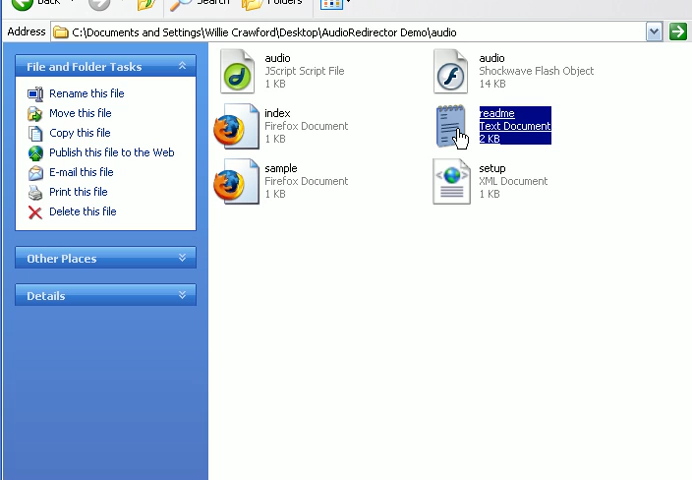 Back
Search
Folders
Address C:\Documents and Settings\Willie Crawford\Desktop\AudioRedirector Demo\audio
File and Folder Tasks
Rename this file
Move this file
Copy this file
Publish this file to the Web
E-mail this file
Print this file
Delete this file
Other Places
Details
audio
JScript Script File
1 KB
audio
Shockwave Flash Object
14 KB
index
Firefox Document
1 KB
readme
Text Document
2 KB
sample
Firefox Document
1 KB
setup
XML Document
1 KB